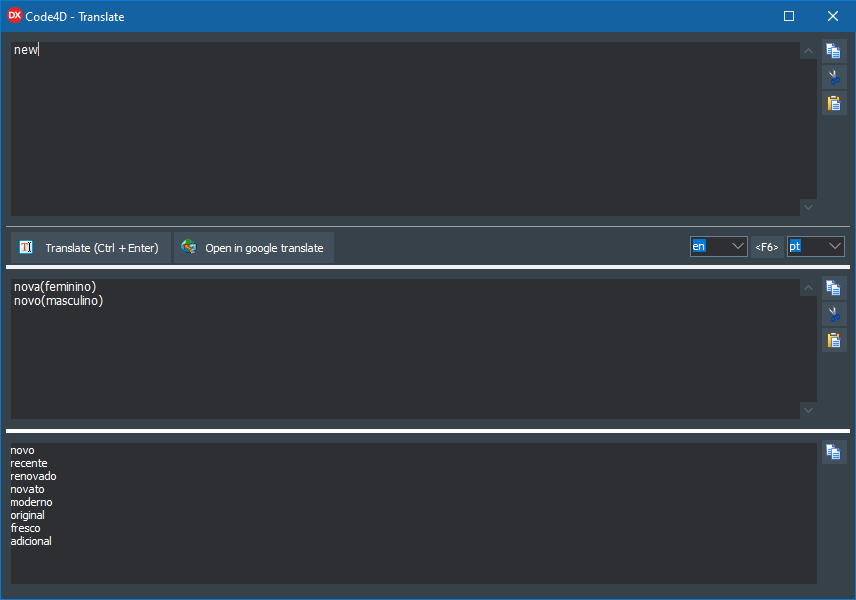 DX Code4D - Translate
new
Translate (Ctrl + Enter) Open in google translate en <F6> pt
nova(feminino)
novo(masculino)
novo
recente
renovado
novato
moderno
original
fresco
adicional